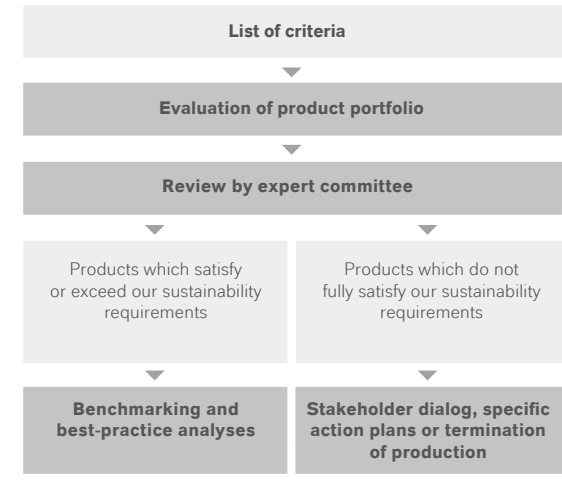 List of criteria
Evaluation of product portfolio
Review by expert committee
Products which satisfy
or exceed our sustainability
requirements
Products which do not
fully satisfy our sustainability
requirements
Benchmarking and
best-practice analyses
Stakeholder dialog, specific
action plans or termination
of production